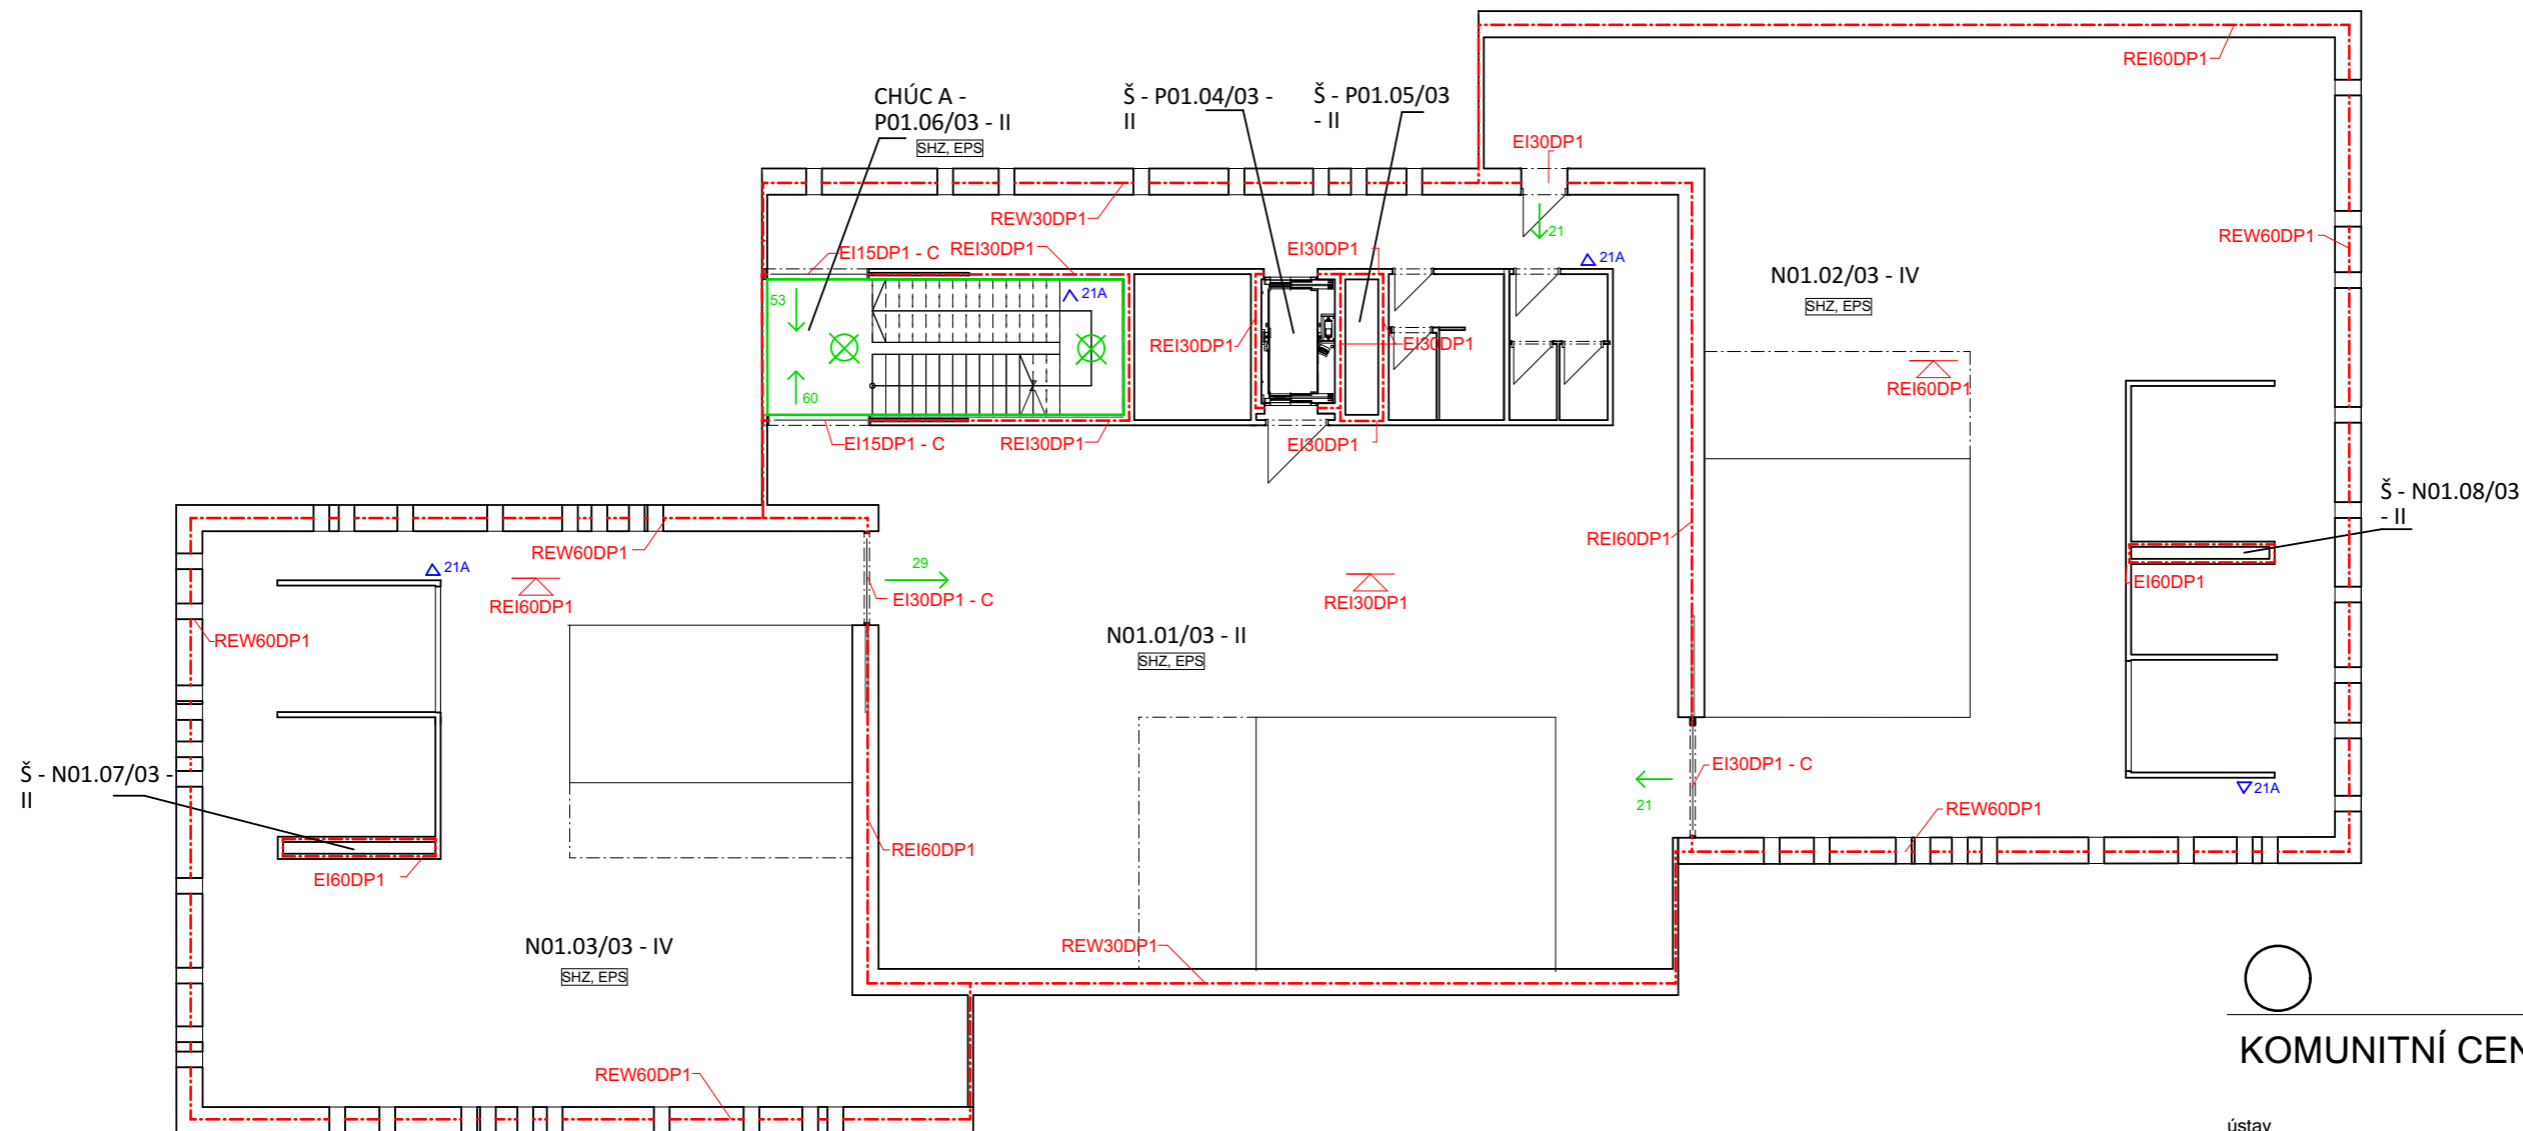 REI60DP1
CHÚC A -
P01.06/03 - II
SHZ, EPS
Š - P01.04/03 -
II
Š - P01.05/03
- II
EI30DP1
REW30DP1
21
REW60DP1
EI15DP1 - C
REI30DP1
EI30DP1
21A
N01.02/03 - IV
SHZ, EPS
53
21A
REI30DP1
EI30DP1
REI60DP1
60
EI15DP1 - C
REI30DP1
EI30DP1
Š - N01.08/03
- II
REW60DP1
REI60DP1
21A
29
REI60DP1
EI30DP1 - C
REI30DP1
EI60DP1
REW60DP1
N01.01/03 - II
SHZ, EPS
Š - N01.07/03 -
II
EI30DP1 - C
21
21A
REW60DP1
REI60DP1
EI60DP1
N01.03/03 - IV
SHZ, EPS
REW30DP1
REW60DP1
KOMUNITNÍ CEN
ústav